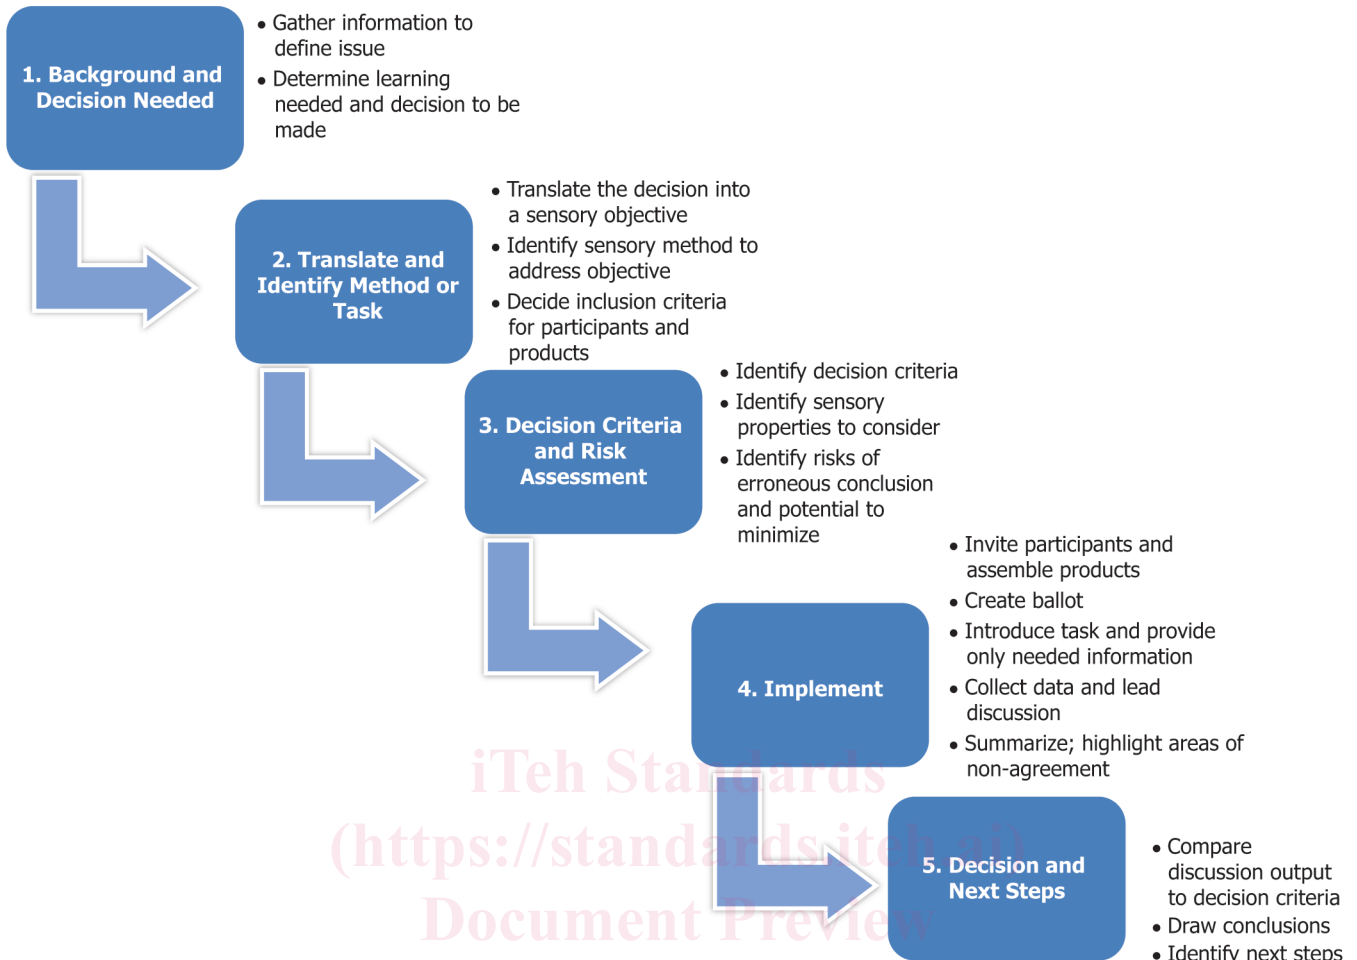 1. Background and
Decision Needed
• Gather information to
define issue
• Determine learning
needed and decision to be
made
2. Translate and
Identify Method or
Task
• Translate the decision into
a sensory objective
• Identify sensory method to
address objective
• Decide inclusion criteria
for participants and
products
3. Decision Criteria
and Risk
Assessment
• Identify decision criteria
• Identify sensory
properties to consider
• Identify risks of
erroneous conclusion
and potential to
minimize
4. Implement
• Invite participants and
assemble products
• Create ballot
• Introduce task and provide
only needed information
• Collect data and lead
discussion
• Summarize; highlight areas of
non-agreement
iTeh Standards
(https://standards.iteh.ai)
Document Preview
5. Decision and
Next Steps
• Compare
discussion output
to decision criteria
• Draw conclusions
• Identify next steps